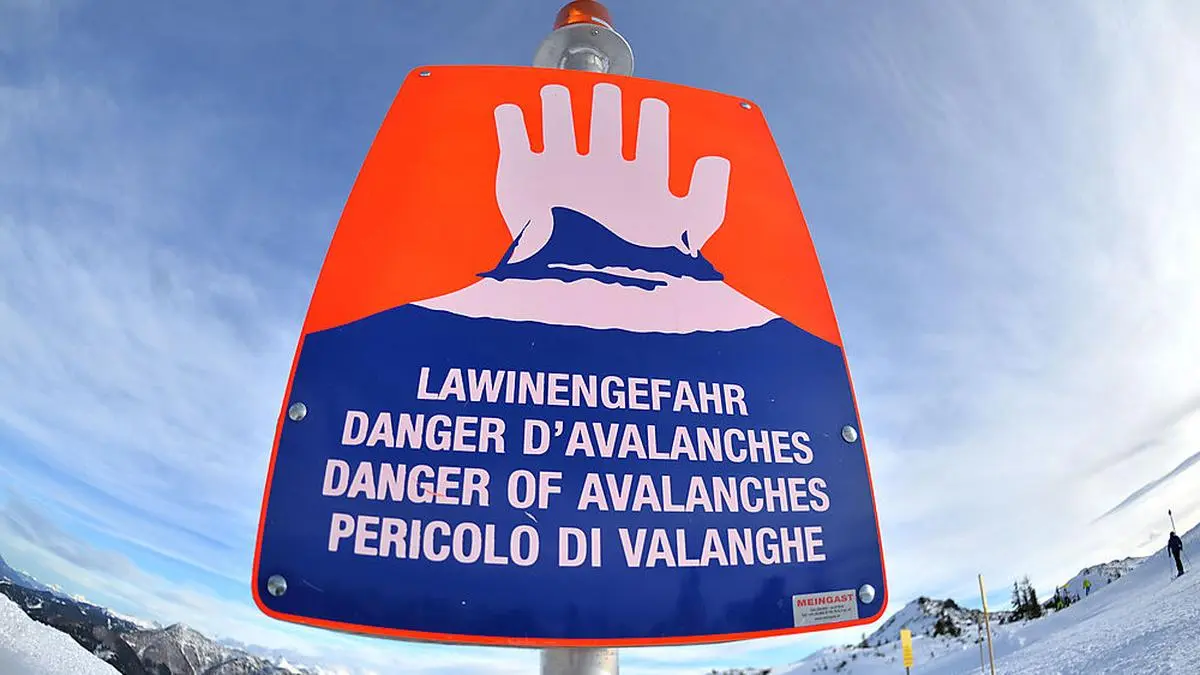 LAWINENGEFAHR
DANGER D'AVALANCHES
DANGER OF AVALANCHES
PERICOLO DI VALANGHE
MEINGAST